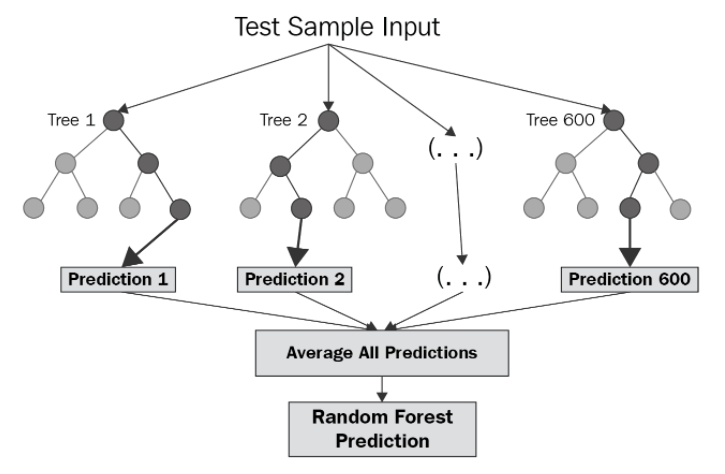 Test Sample Input
Tree 1
Tree 2
Tree 600
(. . .)
Prediction 1
Prediction 2
(. . .)
Prediction 600
Average All Predictions
Random Forest
Prediction